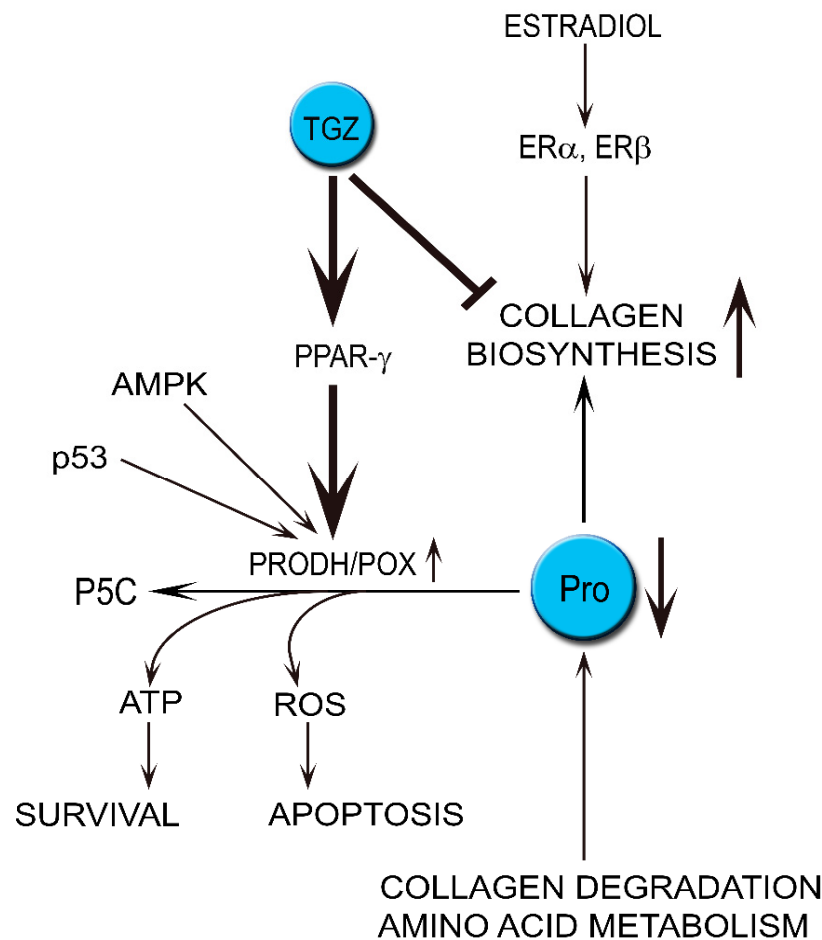 ESTRADIOL
TGZ
ERα, ERβ
COLLAGEN
BIOSYNTHESIS
PPAR-γ
AMPK
p53
PRODH/POX
P5C
Pro
ATP
ROS
SURVIVAL
APOPTOSIS
COLLAGEN DEGRADATION
AMINO ACID METABOLISM